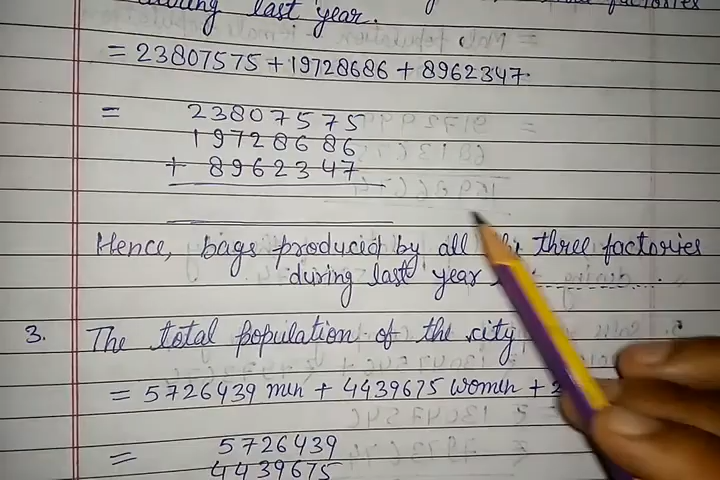 during last year.
= 23807575 + 19728686 + 8962347.
= 23807575
19728686
+ 8962347
Hence, bags produced by all three factories
during last year
3. The total population of the city
= 5726439 men + 4439675 women + 2
= 5726439
4439675